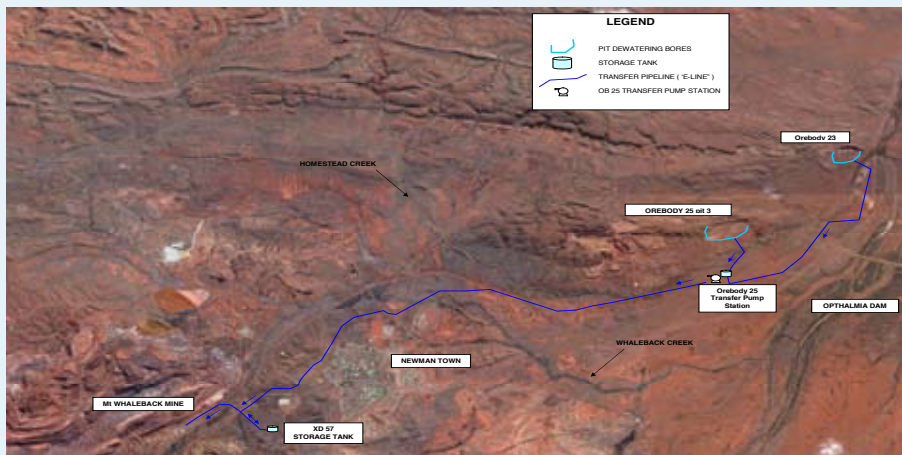 LEGEND
PIT DEWATERING BORES
STORAGE TANK
TRANSFER PIPELINE ( 'E-LINE" )
OB 25 TRANSFER PUMP STATION
Orebody 23
HOMESTEAD CREEK
OREBODY 25 pit 3
Orebody 25
Transfer Pump
Station
OPTHALMIA DAM
WHALEBACK CREEK
NEWMAN TOWN
Mt WHALEBACK MINE
XD 57
STORAGE TANK